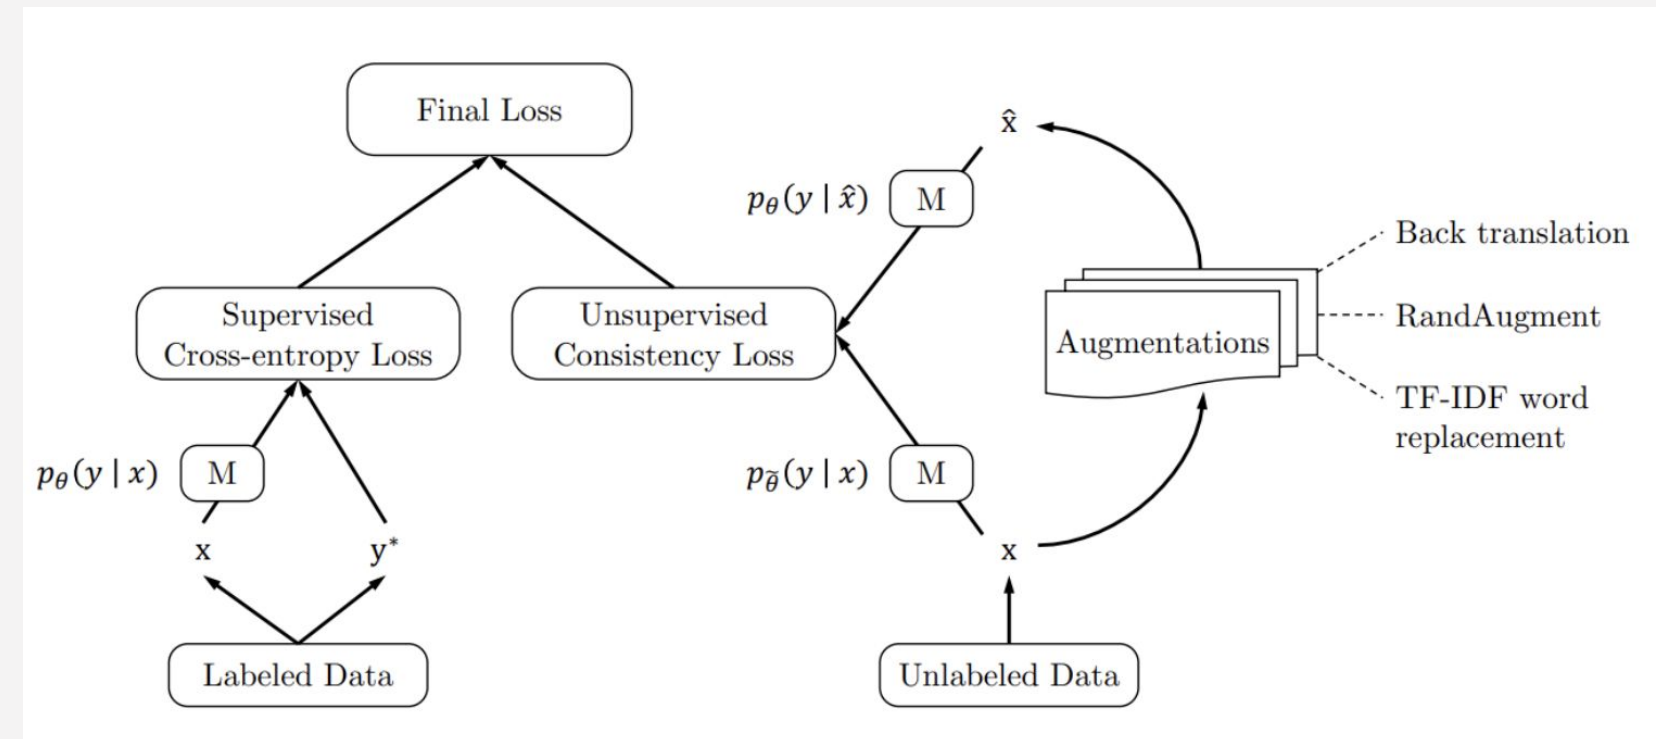 Final Loss
x̂
pθ(y | x̂)
M
Back translation
RandAugment
TF-IDF word
replacement
Augmentations
Supervised
Cross-entropy Loss
Unsupervised
Consistency Loss
pθ(y | x)
M
pθ̃(y | x)
M
x
y*
x
Labeled Data
Unlabeled Data